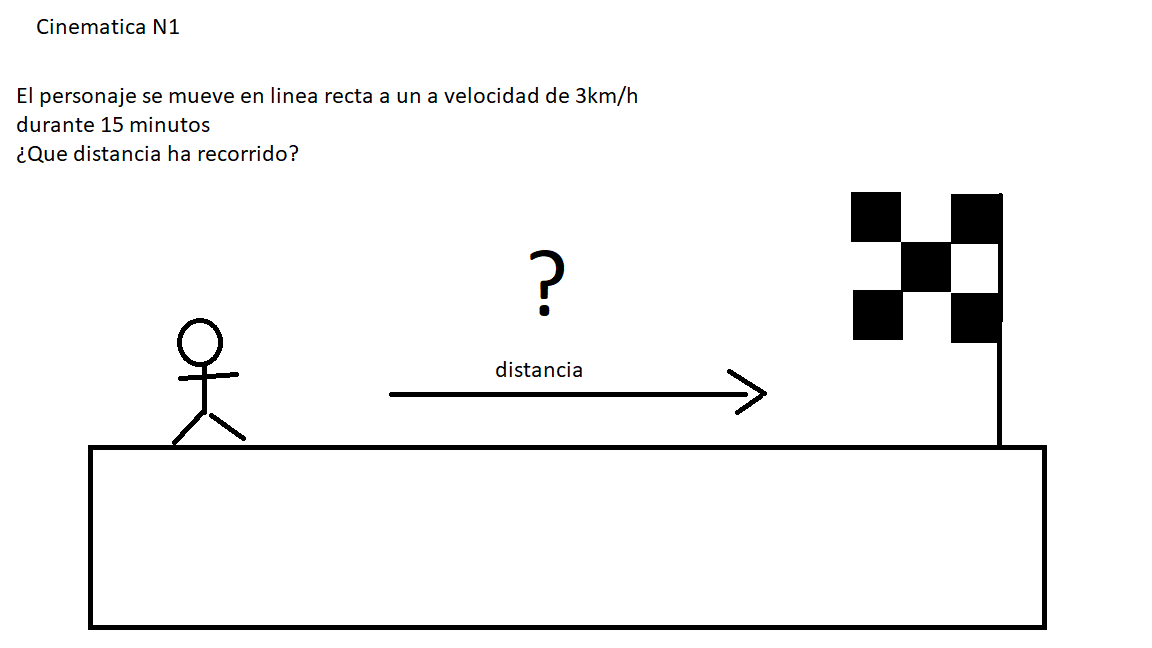 Cinematica N1
El personaje se mueve en linea recta a un a velocidad de 3km/h
durante 15 minutos
¿Que distancia ha recorrido?
?
distancia